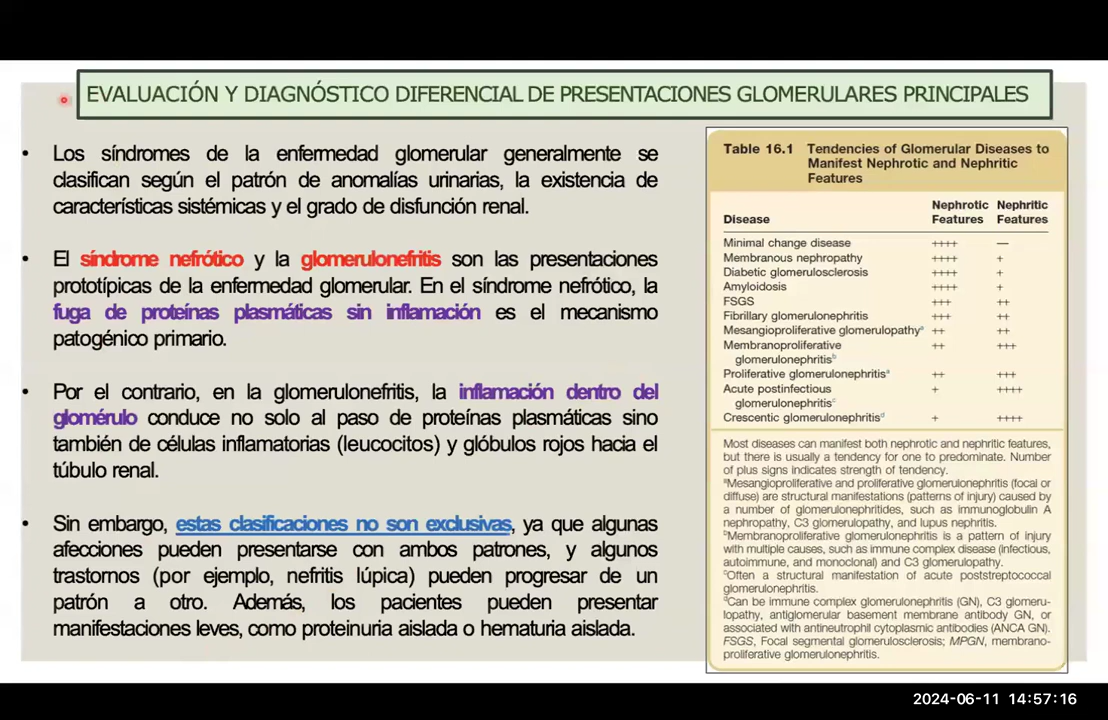 EVALUACIÓN Y DIAGNÓSTICO DIFERENCIAL DE PRESENTACIONES GLOMERULARES PRINCIPALES
• Los síndromes de la enfermedad glomerular generalmente se
clasifican según el patrón de anomalías urinarias, la existencia de
características sistémicas y el grado de disfunción renal.
• El síndrome nefrótico y la glomerulonefritis son las presentaciones
prototípicas de la enfermedad glomerular. En el síndrome nefrótico, la
fuga de proteínas plasmáticas sin inflamación es el mecanismo
patogénico primario.
• Por el contrario, en la glomerulonefritis, la inflamación dentro del
glomérulo conduce no solo al paso de proteínas plasmáticas sino
también de células inflamatorias (leucocitos) y glóbulos rojos hacia el
túbulo renal.
• Sin embargo, estas clasificaciones no son exclusivas, ya que algunas
afecciones pueden presentarse con ambos patrones, y algunos
trastornos (por ejemplo, nefritis lúpica) pueden progresar de un
patrón a otro. Además, los pacientes pueden presentar
manifestaciones leves, como proteinuria aislada o hematuria aislada.
Table 16.1 Tendencies of Glomerular Diseases to
Manifest Nephrotic and Nephritic
Features
Nephrotic Nephritic
Disease Features Features
Minimal change disease ++++ —
Membranous nephropathy ++++ +
Diabetic glomerulosclerosis ++++ +
Amyloidosis ++++ +
FSGS +++ ++
Fibrillary glomerulonephritis +++ ++
Mesangioproliferative glomerulopathyᵃ ++ ++
Membranoproliferative ++ +++
glomerulonephritisᵇ
Proliferative glomerulonephritisᵃ ++ +++
Acute postinfectious + ++++
glomerulonephritisᶜ
Crescentic glomerulonephritisᵈ + ++++
Most diseases can manifest both nephrotic and nephritic features,
but there is usually a tendency for one to predominate. Number
of plus signs indicates strength of tendency.
ᵃMesangioproliferative and proliferative glomerulonephritis (focal or
diffuse) are structural manifestations (patterns of injury) caused by
a number of glomerulonephritides, such as immunoglobulin A
nephropathy, C3 glomerulopathy, and lupus nephritis.
ᵇMembranoproliferative glomerulonephritis is a pattern of injury
with multiple causes, such as immune complex disease (infectious,
autoimmune, and monoclonal) and C3 glomerulopathy.
ᶜOften a structural manifestation of acute poststreptococcal
glomerulonephritis.
ᵈCan be immune complex glomerulonephritis (GN), C3 glomeru-
lopathy, antiglomerular basement membrane antibody GN, or
associated with antineutrophil cytoplasmic antibodies (ANCA GN).
FSGS, Focal segmental glomerulosclerosis; MPGN, membrano-
proliferative glomerulonephritis.
2024-06-11 14:57:16